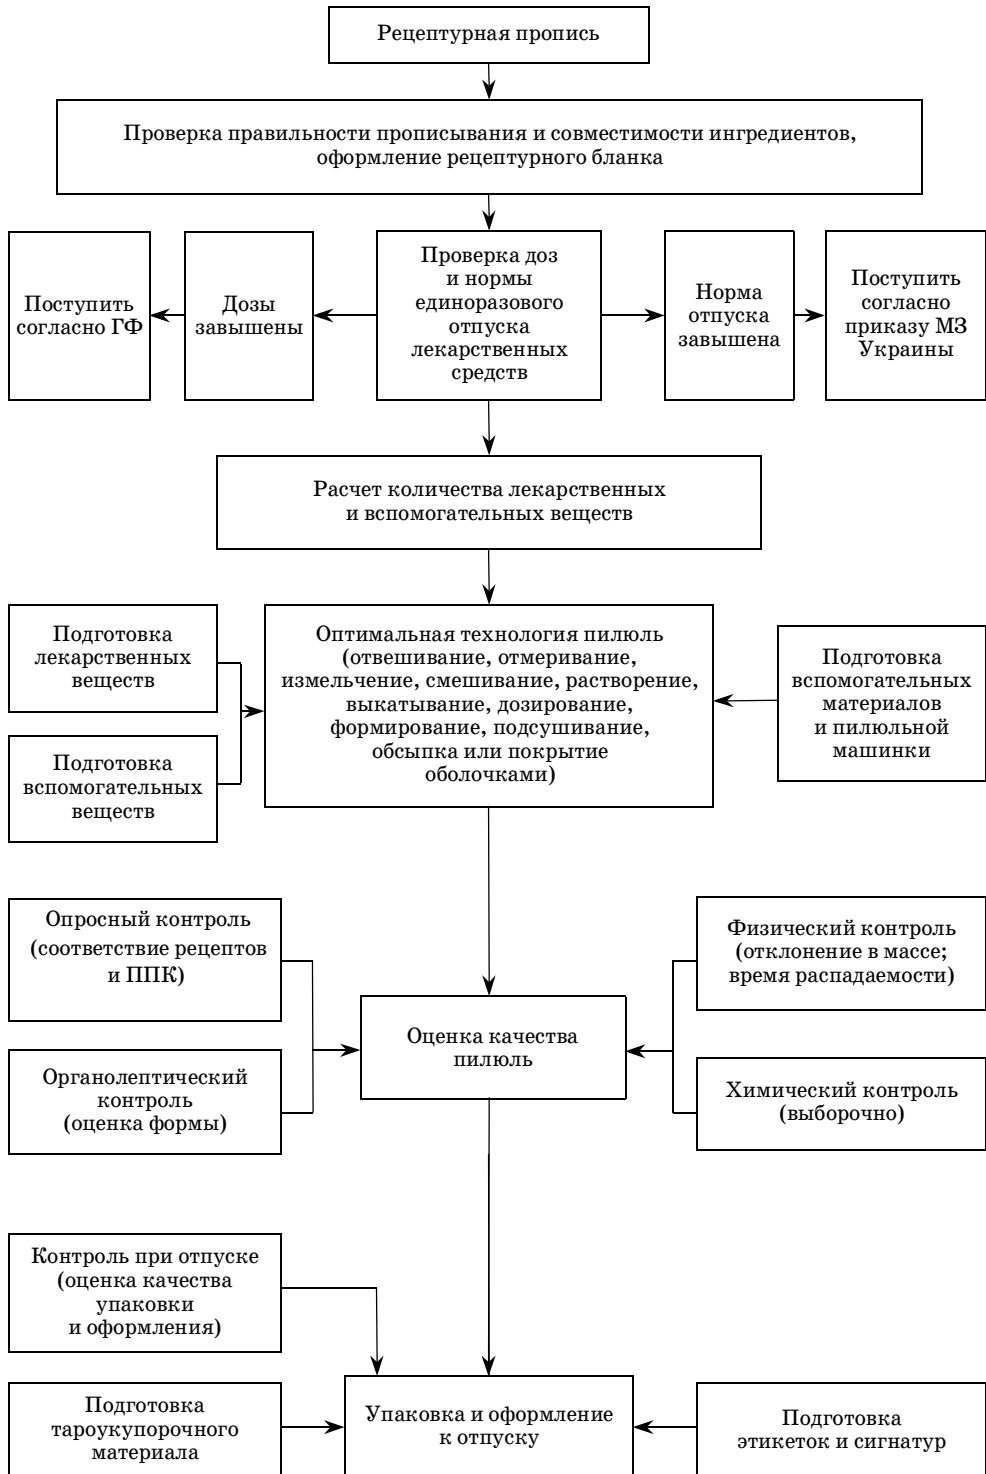 Рецептурная пропись
Проверка правильности прописывания и совместимости ингредиентов,
оформление рецептурного бланка
Поступить
согласно ГФ
Дозы
завышены
Проверка доз
и нормы
единоразового
отпуска
лекарственных
средств
Норма
отпуска
завышена
Поступить
согласно
приказу МЗ
Украины
Расчет количества лекарственных
и вспомогательных веществ
Подготовка
лекарственных
веществ
Подготовка
вспомогательных
веществ
Оптимальная технология пилюль
(отвешивание, отмеривание,
измельчение, смешивание, растворение,
выкатывание, дозирование,
формирование, подсушивание,
обсыпка или покрытие
оболочками)
Подготовка
вспомогательных
материалов
и пилюльной
машинки
Опросный контроль
(соответствие рецептов
и ППК)
Органолептический
контроль
(оценка формы)
Оценка качества
пилюль
Физический контроль
(отклонение в массе;
время распадаемости)
Химический контроль
(выборочно)
Контроль при отпуске
(оценка качества
упаковки
и оформления)
Подготовка
тароукупорочного
материала
Упаковка и оформление
к отпуску
Подготовка
этикеток и сигнатур